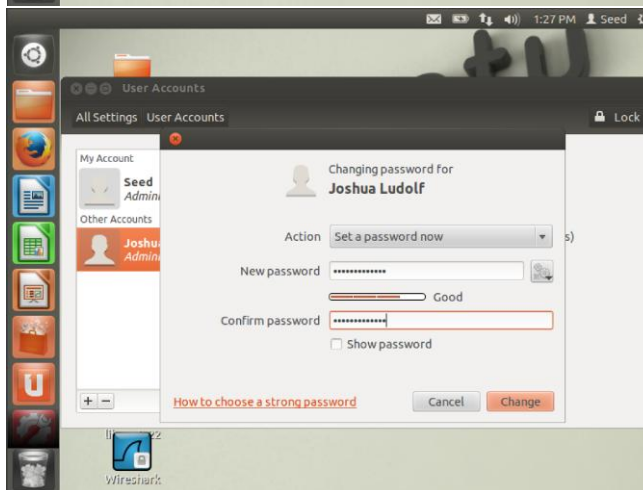 1:27 PM Seed
User Accounts
All Settings User Accounts
Lock
My Account
Seed
Admini
Other Accounts
Joshua
Admini
Changing password for
Joshua Ludolf
Action Set a password now
s)
New password •••••••••••••
Good
Confirm password •••••••••••••
Show password
+ −
How to choose a strong password
Cancel Change
Wireshark